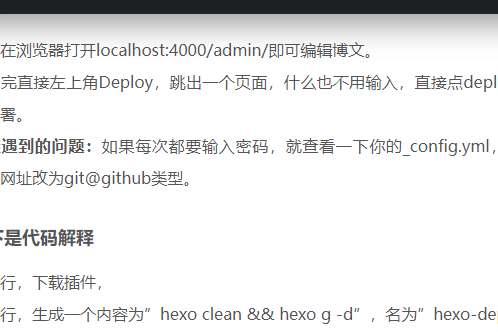 在浏览器打开localhost:4000/admin/即可编辑博文。
完直接左上角Deploy，跳出一个页面，什么也不用输入，直接点depl
署。
遇到的问题：如果每次都要输入密码，就查看一下你的_config.yml，
网址改为git@github类型。
下是代码解释
行，下载插件，
行，生成一个内容为”hexo clean && hexo g -d”，名为”hexo-dep